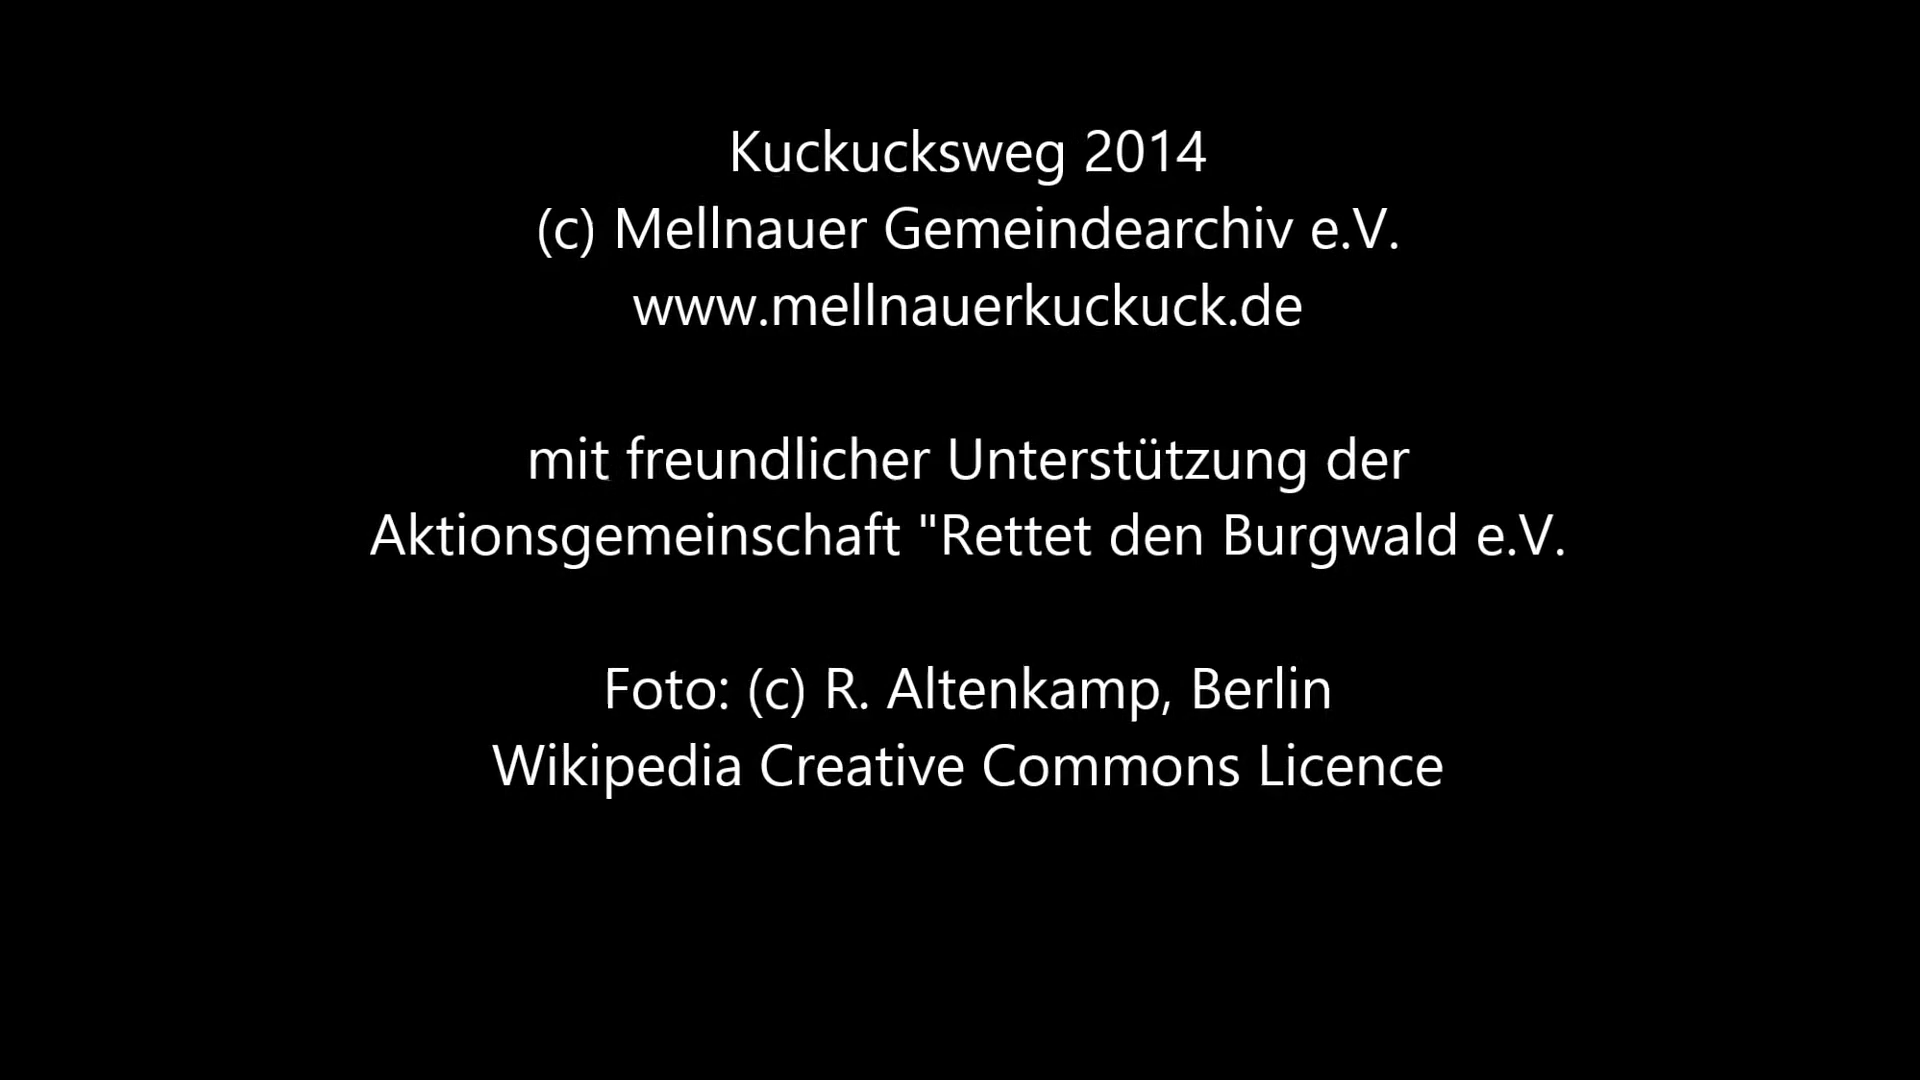 Kuckucksweg 2014
(c) Mellnauer Gemeindearchiv e.V.
www.mellnauerkuckuck.de
mit freundlicher Unterstützung der
Aktionsgemeinschaft "Rettet den Burgwald e.V.
Foto: (c) R. Altenkamp, Berlin
Wikipedia Creative Commons Licence